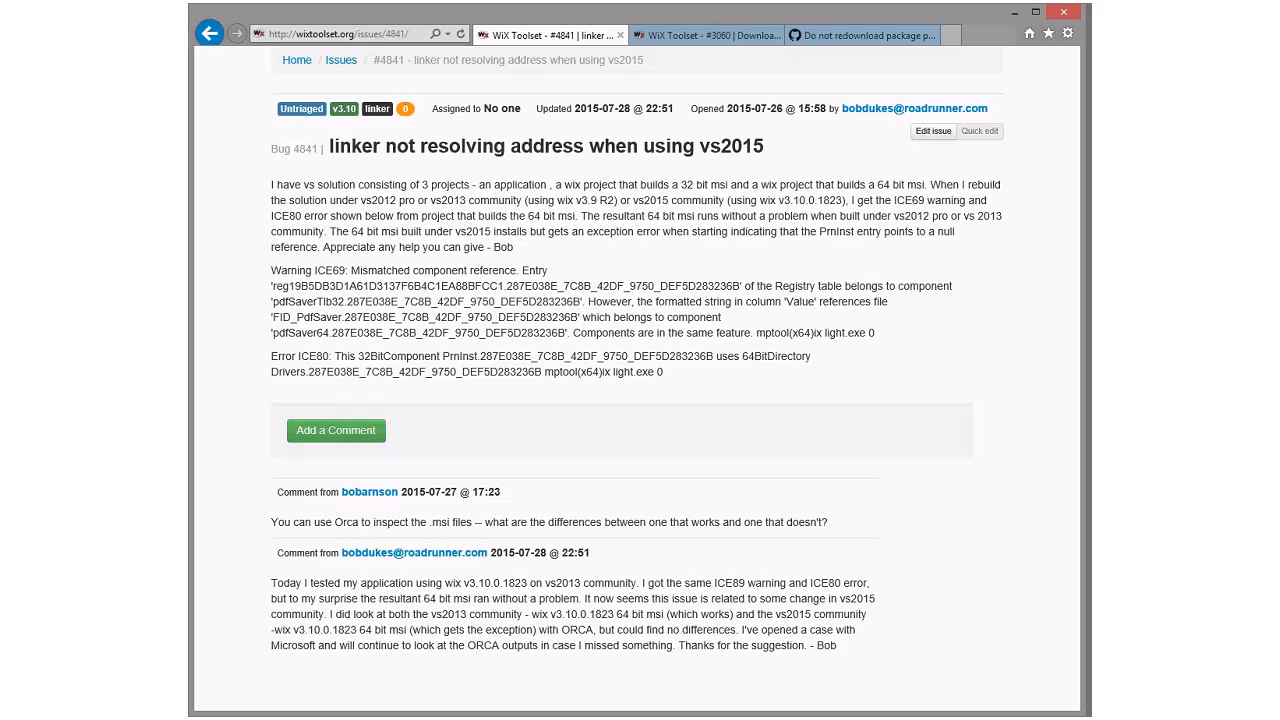 http://wixtoolset.org/issues/4841/
WiX Toolset - #4841 | linker ...
WiX Toolset - #3060 | Downloa...
Do not redownload package p...
Home / Issues / #4841 - linker not resolving address when using vs2015
Untriaged v3.10 linker 0 Assigned to No one Updated 2015-07-28 @ 22:51 Opened 2015-07-26 @ 15:58 by bobdukes@roadrunner.com
Edit issue Quick edit
Bug 4841 | linker not resolving address when using vs2015
I have vs solution consisting of 3 projects - an application , a wix project that builds a 32 bit msi and a wix project that builds a 64 bit msi. When I rebuild
the solution under vs2012 pro or vs2013 community (using wix v3.9 R2) or vs2015 community (using wix v3.10.0.1823), I get the ICE69 warning and
ICE80 error shown below from project that builds the 64 bit msi. The resultant 64 bit msi runs without a problem when built under vs2012 pro or vs 2013
community. The 64 bit msi built under vs2015 installs but gets an exception error when starting indicating that the PrnInst entry points to a null
reference. Appreciate any help you can give - Bob
Warning ICE69: Mismatched component reference. Entry
'reg19B5DB3D1A61D3137F6B4C1EA88BFCC1.287E038E_7C8B_42DF_9750_DEF5D283236B' of the Registry table belongs to component
'pdfSaverTlb32.287E038E_7C8B_42DF_9750_DEF5D283236B'. However, the formatted string in column 'Value' references file
'FID_PdfSaver.287E038E_7C8B_42DF_9750_DEF5D283236B' which belongs to component
'pdfSaver64.287E038E_7C8B_42DF_9750_DEF5D283236B'. Components are in the same feature. mptool(x64)ix light.exe 0
Error ICE80: This 32BitComponent PrnInst.287E038E_7C8B_42DF_9750_DEF5D283236B uses 64BitDirectory
Drivers.287E038E_7C8B_42DF_9750_DEF5D283236B mptool(x64)ix light.exe 0
Add a Comment
Comment from bobarnson 2015-07-27 @ 17:23
You can use Orca to inspect the .msi files -- what are the differences between one that works and one that doesn't?
Comment from bobdukes@roadrunner.com 2015-07-28 @ 22:51
Today I tested my application using wix v3.10.0.1823 on vs2013 community. I got the same ICE89 warning and ICE80 error,
but to my surprise the resultant 64 bit msi ran without a problem. It now seems this issue is related to some change in vs2015
community. I did look at both the vs2013 community - wix v3.10.0.1823 64 bit msi (which works) and the vs2015 community
-wix v3.10.0.1823 64 bit msi (which gets the exception) with ORCA, but could find no differences. I've opened a case with
Microsoft and will continue to look at the ORCA outputs in case I missed something. Thanks for the suggestion. - Bob